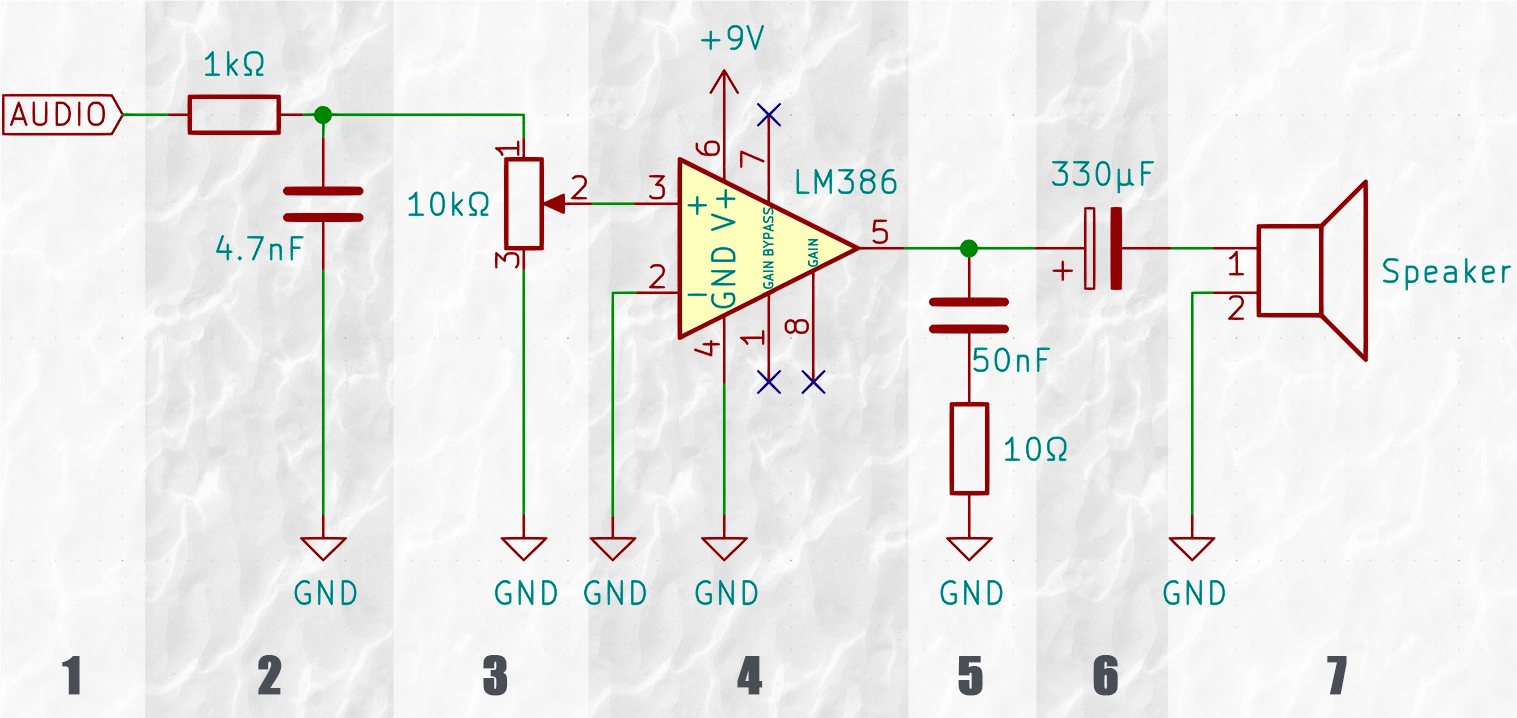 +9V
1kΩ
AUDIO
1
10kΩ
2
3
4.7nF
6
7
LM386
3
+
V+
GND
GAIN BYPASS
GAIN
2
−
4
1
8
5
330µF
+
50nF
10Ω
1
2
Speaker
GND
GND
GND
GND
GND
GND
1
2
3
4
5
6
7